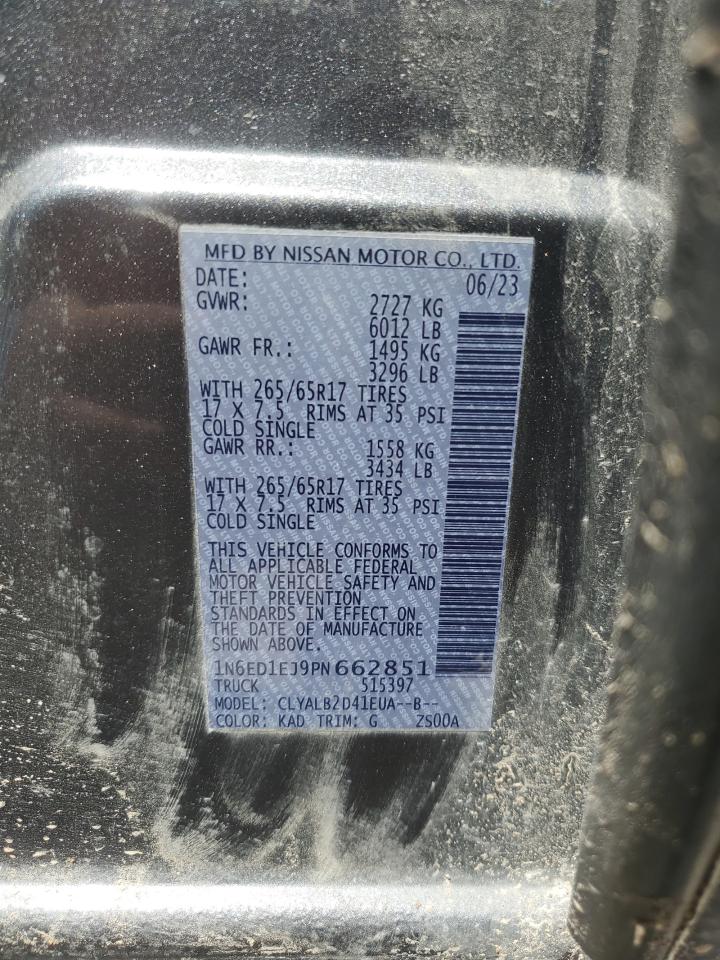 MFD BY NISSAN MOTOR CO., LTD.
DATE: 06/23
GVWR: 2727 KG
6012 LB
GAWR FR.: 1495 KG
3296 LB
WITH 265/65R17 TIRES
17 X 7.5 RIMS AT 35 PSI
COLD SINGLE
GAWR RR.: 1558 KG
3434 LB
WITH 265/65R17 TIRES
17 X 7.5 RIMS AT 35 PSI
COLD SINGLE
THIS VEHICLE CONFORMS TO
ALL APPLICABLE FEDERAL
MOTOR VEHICLE SAFETY AND
THEFT PREVENTION
STANDARDS IN EFFECT ON
THE DATE OF MANUFACTURE
SHOWN ABOVE.
1N6ED1EJ9PN662851
TRUCK 515397
MODEL: CLYALB2D41EUA--B--
COLOR: KAD TRIM: G ZS00A